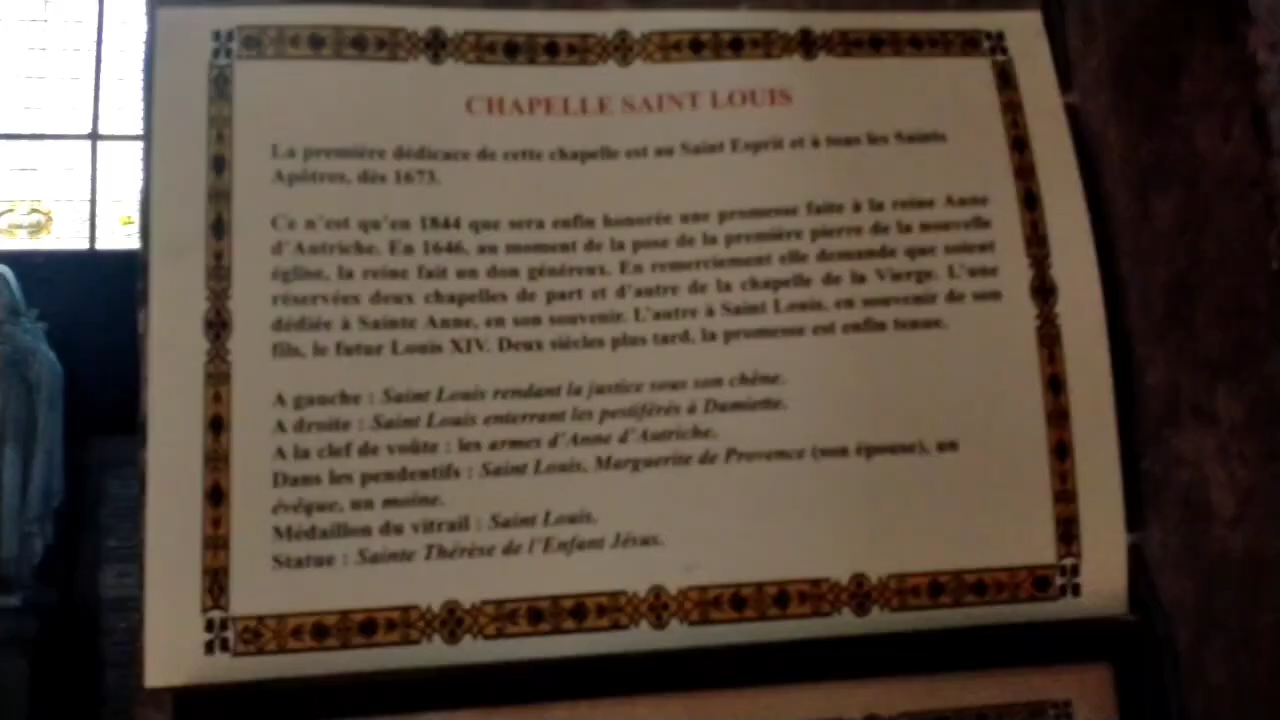 CHAPELLE SAINT LOUIS
La première dédicace de cette chapelle est au Saint Esprit et à tous les Saints
Apôtres, dès 1673.
Ce n'est qu'en 1844 que sera enfin honorée une promesse faite à la reine Anne
d'Autriche. En 1646, au moment de la pose de la première pierre de la nouvelle
église, la reine fait un don généreux. En remerciement elle demande que soient
réservées deux chapelles de part et d'autre de la chapelle de la Vierge. L'une
dédiée à Sainte Anne, en son souvenir. L'autre à Saint Louis, en souvenir de son
fils, le futur Louis XIV. Deux siècles plus tard, la promesse est enfin tenue.
A gauche : Saint Louis rendant la justice sous son chêne.
A droite : Saint Louis enterrant les pestiférés à Damiette.
A la clef de voûte : les armes d'Anne d'Autriche.
Dans les pendentifs : Saint Louis, Marguerite de Provence (son épouse), un
évêque, un moine.
Médaillon du vitrail : Saint Louis.
Statue : Sainte Thérèse de l'Enfant Jésus.